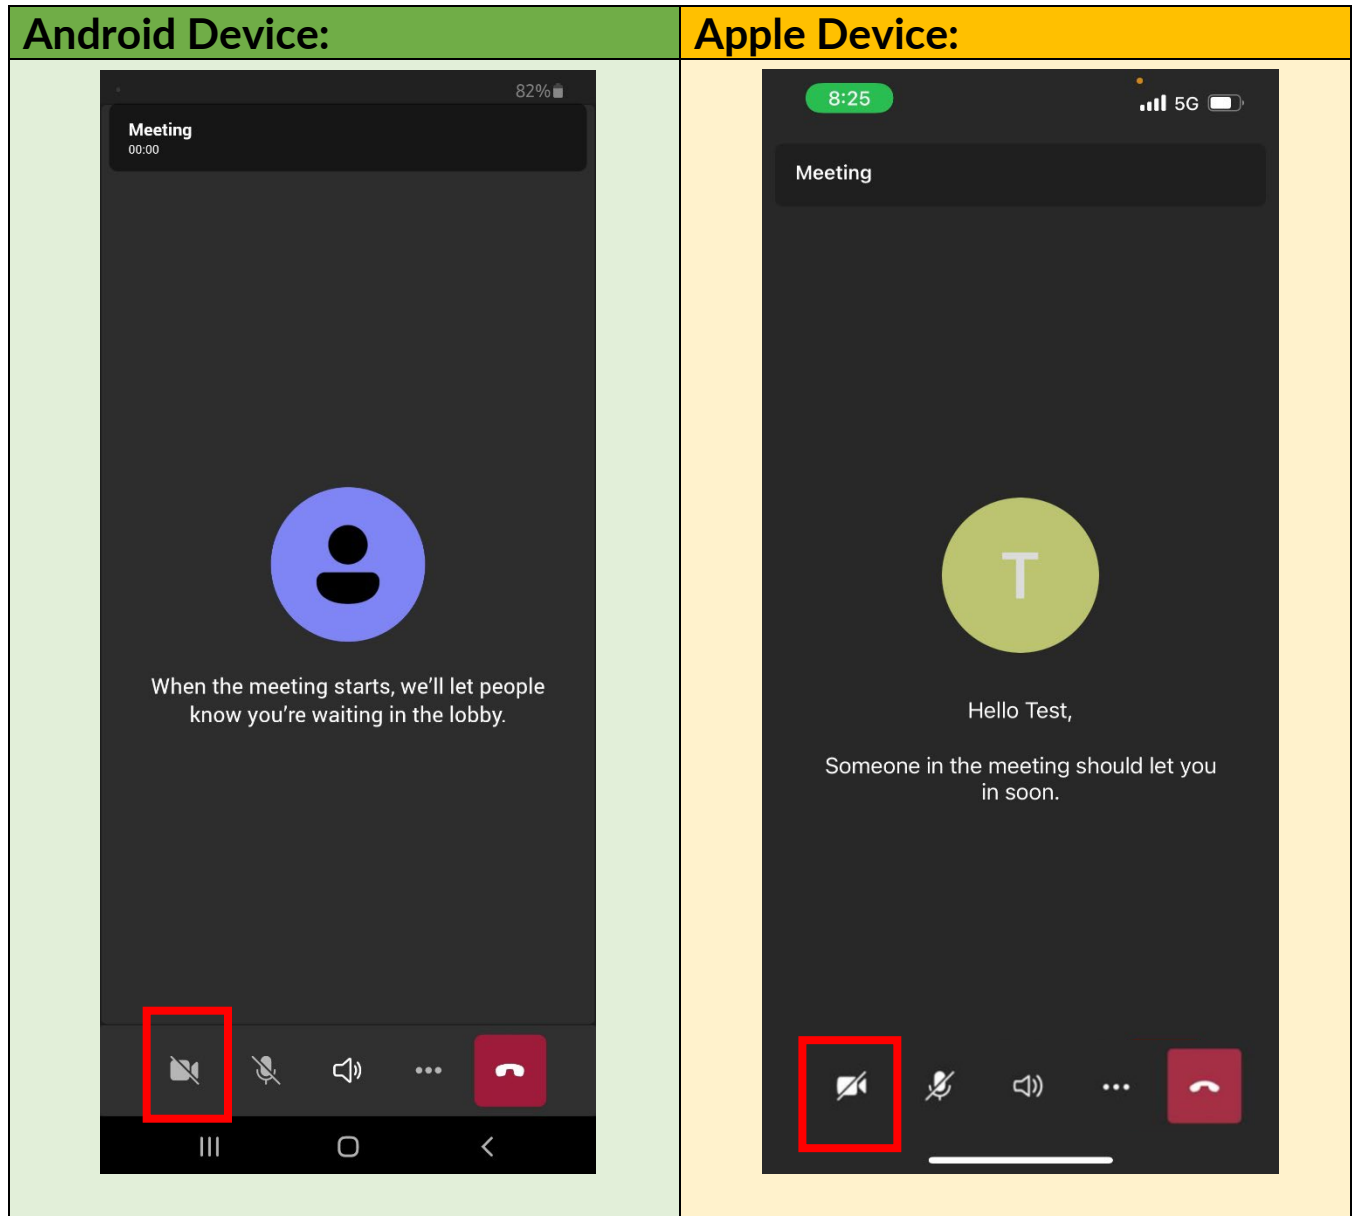 Android Device:
Apple Device:
82%
Meeting
00:00
When the meeting starts, we'll let people
know you're waiting in the lobby.
8:25
5G
Meeting
T
Hello Test,
Someone in the meeting should let you
in soon.